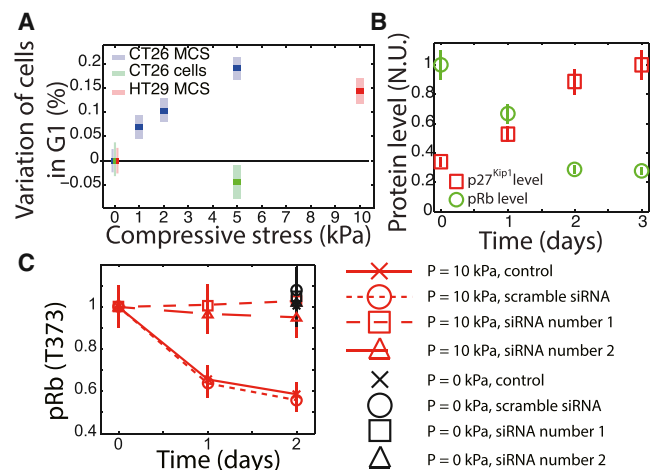 A
Variation of cells
in G1 (%)
0.2
0.15
0.1
0.05
0
−0.05
CT26 MCS
CT26 cells
HT29 MCS
0 1 2 3 4 5 6 7 8 9 10
Compressive stress (kPa)
B
Protein level (N.U.)
1
0.8
0.6
0.4
0.2
0
p27Kip1 level
pRb level
0 1 2 3
Time (days)
C
pRb (T373)
1
0.8
0.6
0.4
0 1 2
Time (days)
P = 10 kPa, control
P = 10 kPa, scramble siRNA
P = 10 kPa, siRNA number 1
P = 10 kPa, siRNA number 2
P = 0 kPa, control
P = 0 kPa, scramble siRNA
P = 0 kPa, siRNA number 1
P = 0 kPa, siRNA number 2